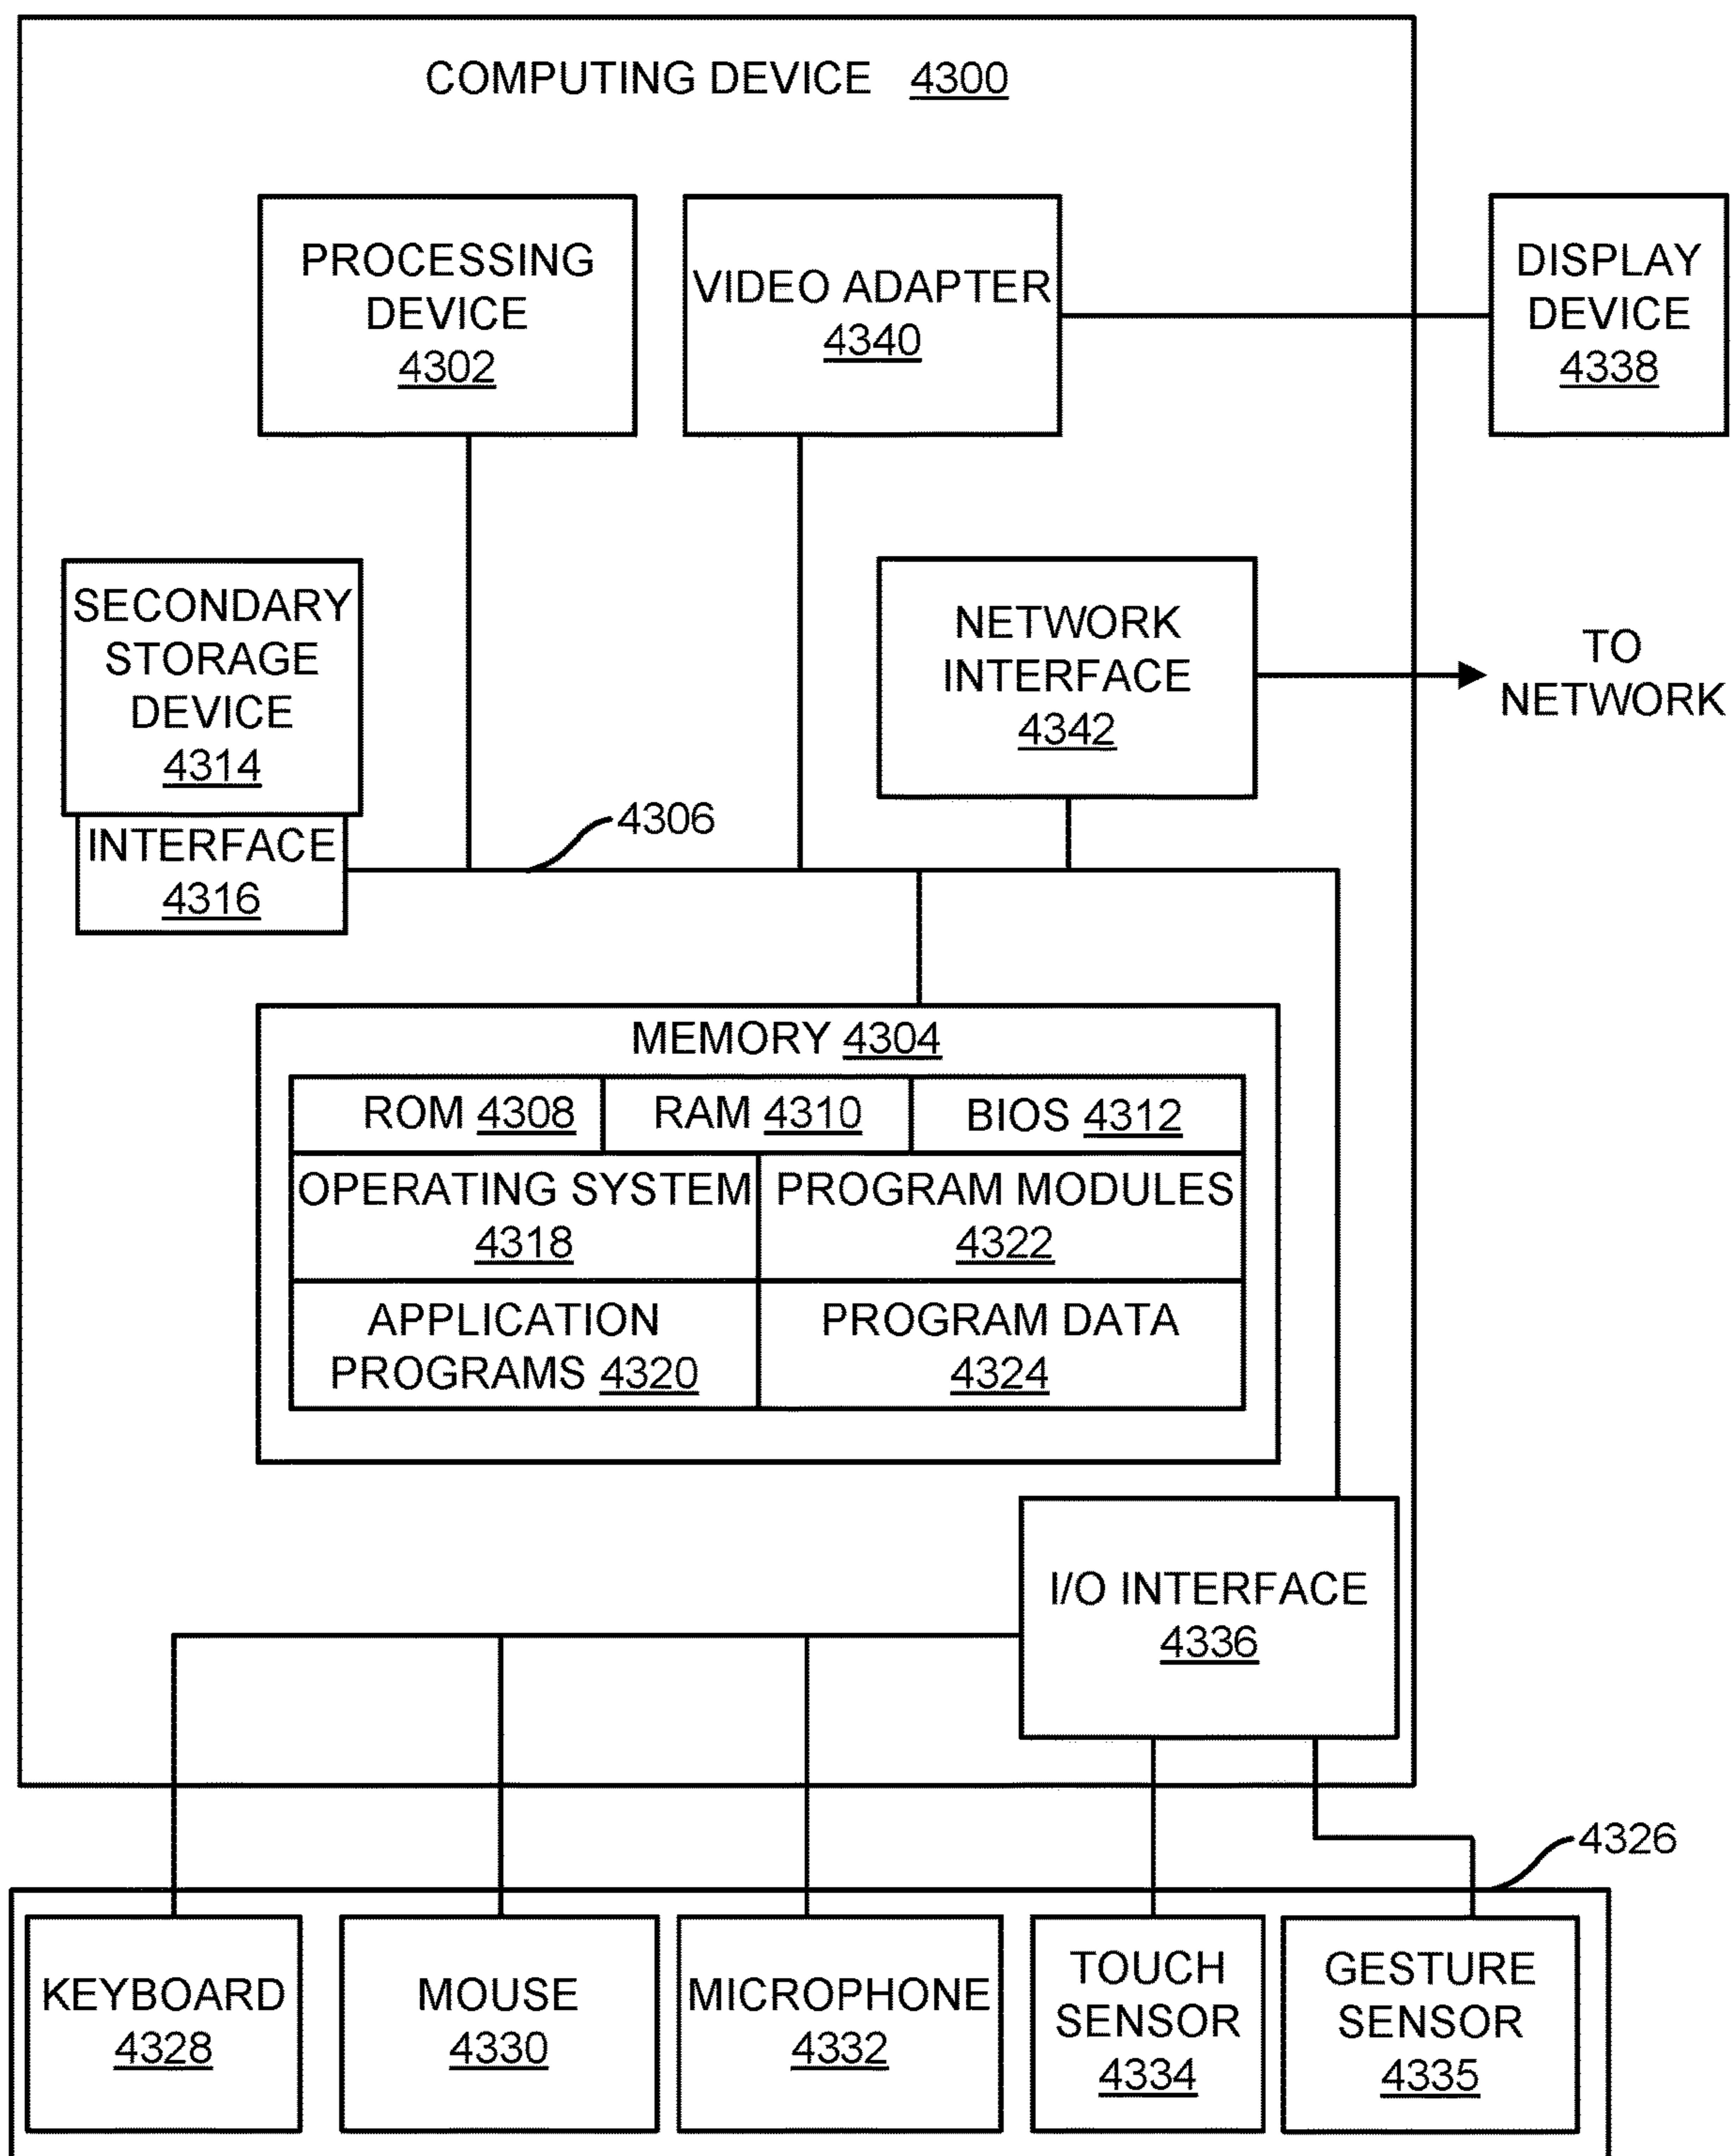 COMPUTING DEVICE 4300
PROCESSING
DEVICE
4302
VIDEO ADAPTER
4340
DISPLAY
DEVICE
4338
SECONDARY
STORAGE
DEVICE
4314
INTERFACE
4316
NETWORK
INTERFACE
4342
TO
NETWORK
4306
MEMORY 4304
ROM 4308
RAM 4310
BIOS 4312
OPERATING SYSTEM
4318
PROGRAM MODULES
4322
APPLICATION
PROGRAMS 4320
PROGRAM DATA
4324
I/O INTERFACE
4336
4326
KEYBOARD
4328
MOUSE
4330
MICROPHONE
4332
TOUCH
SENSOR
4334
GESTURE
SENSOR
4335